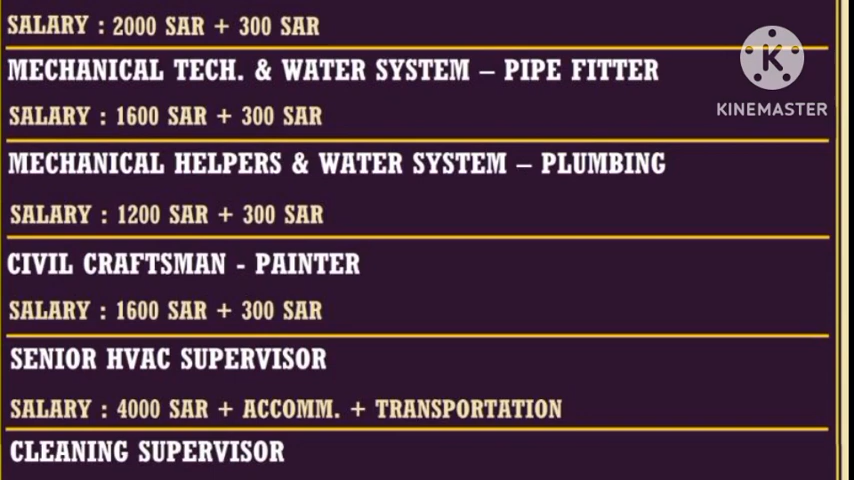 SALARY : 2000 SAR + 300 SAR
MECHANICAL TECH. & WATER SYSTEM – PIPE FITTER
SALARY : 1600 SAR + 300 SAR
MECHANICAL HELPERS & WATER SYSTEM – PLUMBING
SALARY : 1200 SAR + 300 SAR
CIVIL CRAFTSMAN - PAINTER
SALARY : 1600 SAR + 300 SAR
SENIOR HVAC SUPERVISOR
SALARY : 4000 SAR + ACCOMM. + TRANSPORTATION
CLEANING SUPERVISOR
K
KINEMASTER